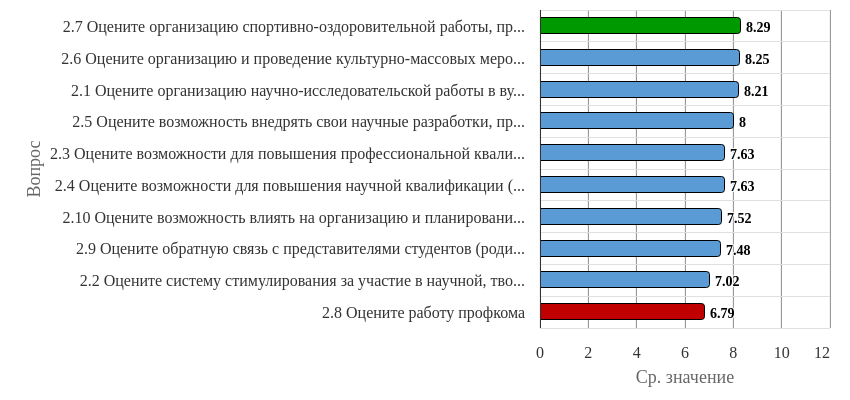 2.7 Оцените организацию спортивно-оздоровительной работы, пр...
8.29
2.6 Оцените организацию и проведение культурно-массовых меро...
8.25
2.1 Оцените организацию научно-исследовательской работы в ву...
8.21
2.5 Оцените возможность внедрять свои научные разработки, пр...
8
2.3 Оцените возможности для повышения профессиональной квали...
7.63
2.4 Оцените возможности для повышения научной квалификации (...
7.63
2.10 Оцените возможность влиять на организацию и планировани...
7.52
2.9 Оцените обратную связь с представителями студентов (роди...
7.48
2.2 Оцените систему стимулирования за участие в научной, тво...
7.02
2.8 Оцените работу профкома
6.79
Вопрос
0 2 4 6 8 10 12
Ср. значение